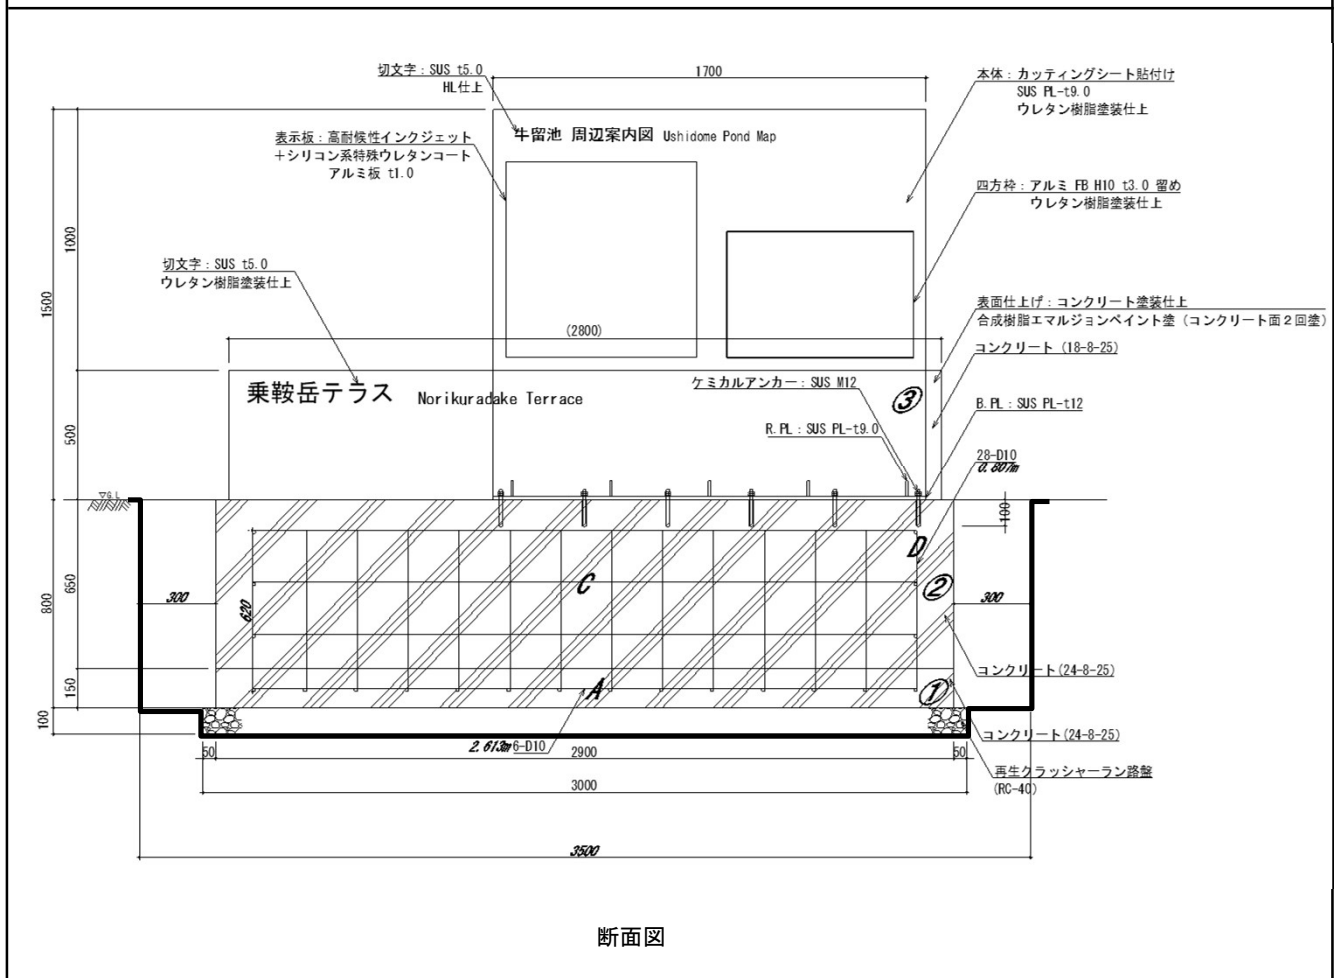 切文字：SUS t5.0
HL仕上
1700
本体：カッティングシート貼付け
SUS PL-t9.0
ウレタン樹脂塗装仕上
表示板：高耐候性インクジェット
＋シリコン系特殊ウレタンコート
アルミ板 t1.0
牛留池 周辺案内図 Ushidome Pond Map
四方枠：アルミ FB H10 t3.0 留め
ウレタン樹脂塗装仕上
1000
1500
切文字：SUS t5.0
ウレタン樹脂塗装仕上
表面仕上げ：コンクリート塗装仕上
合成樹脂エマルジョンペイント塗（コンクリート面２回塗）
(2800)
コンクリート (18-8-25)
乗鞍岳テラス Norikuradake Terrace
ケミカルアンカー：SUS M12
③
B.PL：SUS PL-t12
R.PL：SUS PL-t9.0
500
28-D10
0.807m
▽G.L
100
D
C
②
650
800
300
620
300
コンクリート(24-8-25)
150
A
①
100
コンクリート(24-8-25)
2.613m 6-D10
50
2900
50
再生クラッシャーラン路盤
(RC-40)
3000
3500
断面図